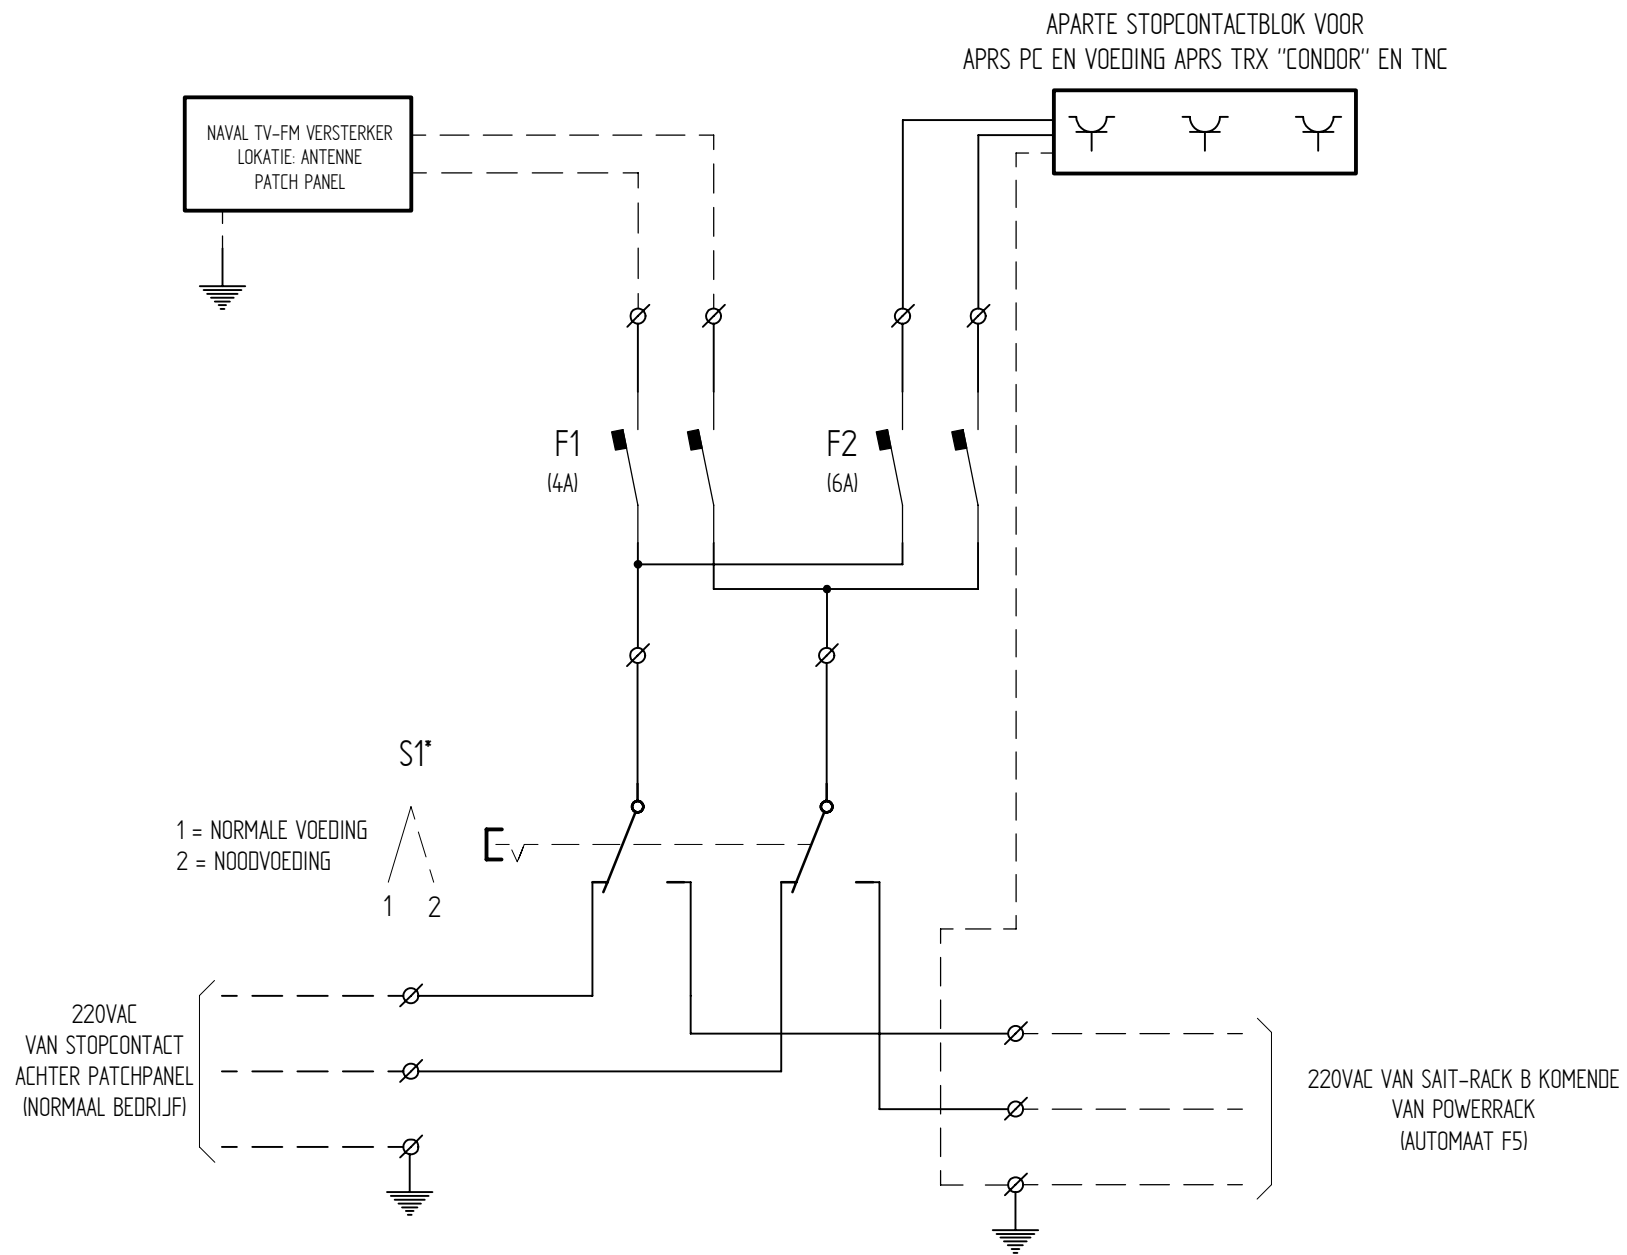 APARTE STOPCONTACTBLOK VOOR
APRS PC EN VOEDING APRS TRX "CONDOR" EN TNC
NAVAL TV-FM VERSTERKER
LOKATIE: ANTENNE
PATCH PANEL
F1
(4A)
F2
(6A)
S1*
1 = NORMALE VOEDING
2 = NOODVOEDING
1 2
220VAC
VAN STOPCONTACT
ACHTER PATCHPANEL
(NORMAAL BEDRIJF)
220VAC VAN SAIT-RACK B KOMENDE
VAN POWERRACK
(AUTOMAAT F5)